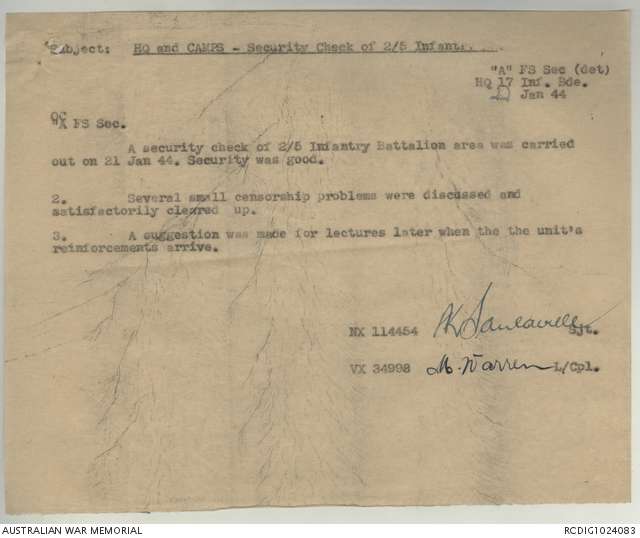 Subject: HQ and CAMPS - Security Check of 2/5 Infantry
"A" FS Sec (det)
HQ 17 Inf. Bde.
Jan 44
OC
"A" FS Sec.
A security check of 2/5 Infantry Battalion area was carried
out on 21 Jan 44. Security was good.
2. Several small censorship problems were discussed and
satisfactorily cleared up.
3. A suggestion was made for lectures later when the the unit's
reinforcements arrive.
NX 114454 Sjt.
VX 34998 M. Warren L/Cpl.
AUSTRALIAN WAR MEMORIAL RCDIG1024083